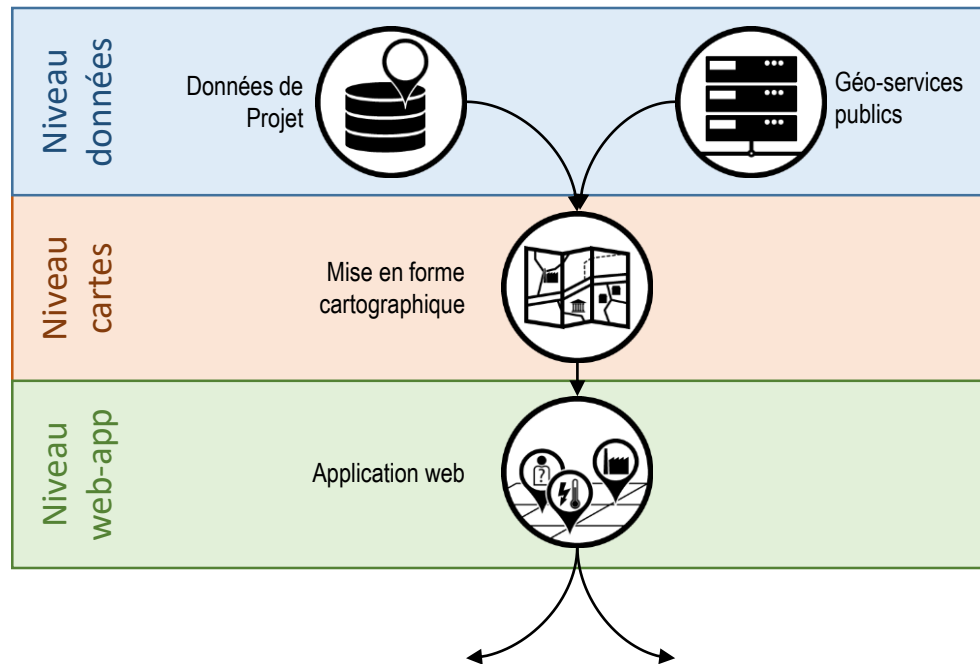 Niveau
données
Données de
Projet
Géo-services
publics
Niveau
cartes
Mise en forme
cartographique
Niveau
web-app
Application web
?